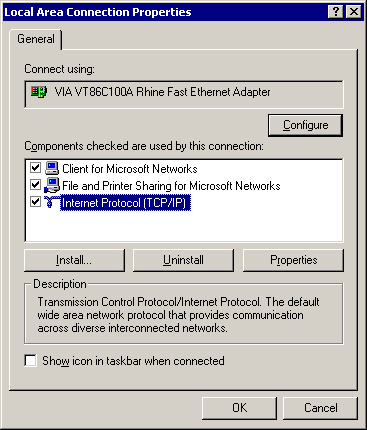 Local Area Connection Properties
General
Connect using:
VIA VT86C100A Rhine Fast Ethernet Adapter
Configure
Components checked are used by this connection:
Client for Microsoft Networks
File and Printer Sharing for Microsoft Networks
Internet Protocol (TCP/IP)
Install...
Uninstall
Properties
Description
Transmission Control Protocol/Internet Protocol. The default
wide area network protocol that provides communication
across diverse interconnected networks.
Show icon in taskbar when connected
OK
Cancel